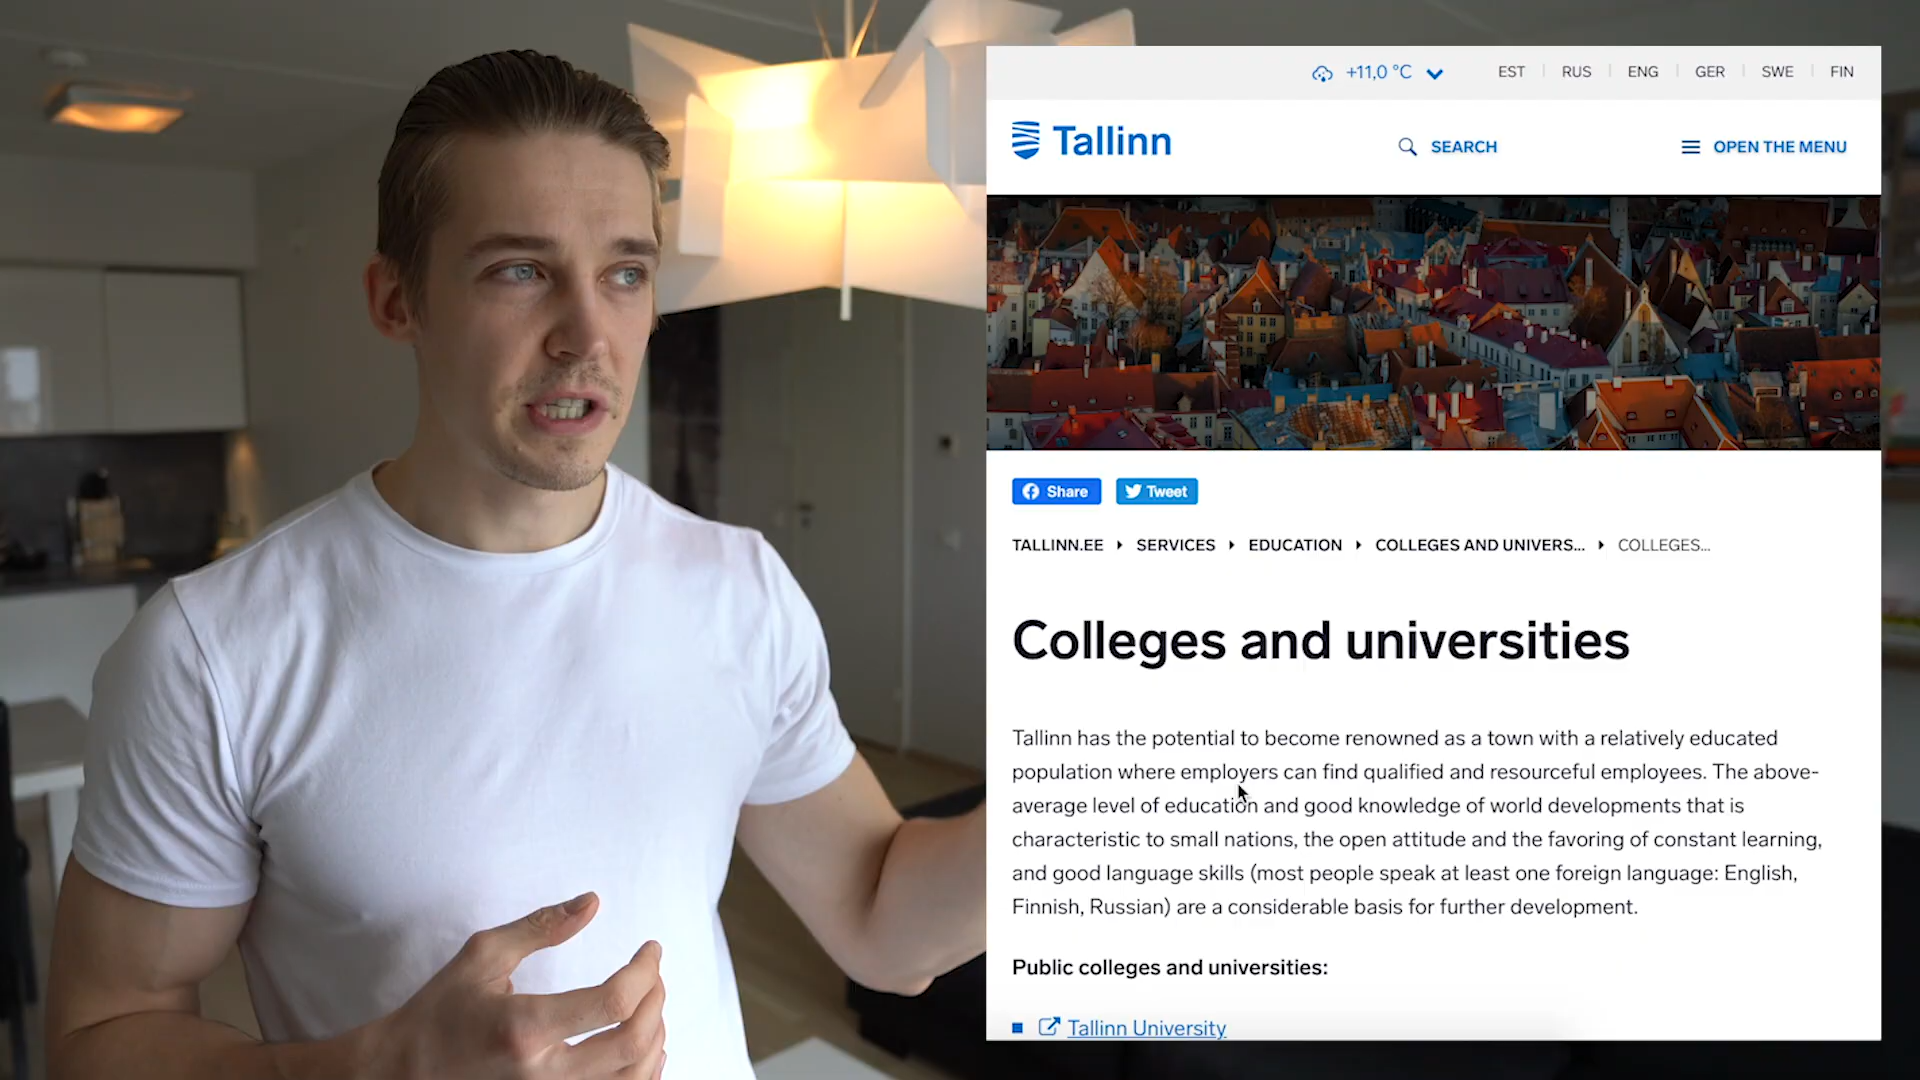 +11,0 °C
EST RUS ENG GER SWE FIN
Tallinn
SEARCH
OPEN THE MENU
Share
Tweet
TALLINN.EE SERVICES EDUCATION COLLEGES AND UNIVERS... COLLEGES...
Colleges and universities
Tallinn has the potential to become renowned as a town with a relatively educated
population where employers can find qualified and resourceful employees. The above-
average level of education and good knowledge of world developments that is
characteristic to small nations, the open attitude and the favoring of constant learning,
and good language skills (most people speak at least one foreign language: English,
Finnish, Russian) are a considerable basis for further development.
Public colleges and universities:
Tallinn University